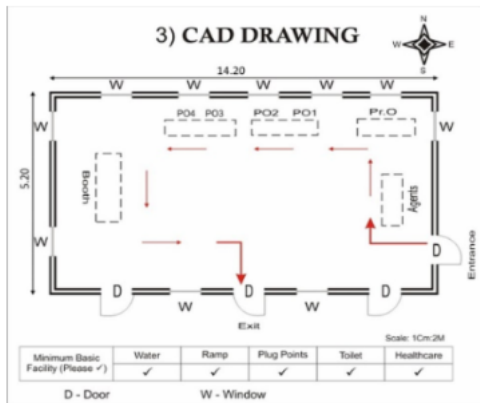 3) CAD DRAWING
N
W E
S
14.20
W W W W
PO4 PO3 PO2 PO1 Pr.O
W W
5.20
Booth
Agents
W
D
Entrance
D W D W D
Exit
Scale: 1Cm:2M
Minimum Basic Facility (Please ✓) Water Ramp Plug Points Toilet Healthcare
✓ ✓ ✓ ✓ ✓
D - Door W - Window